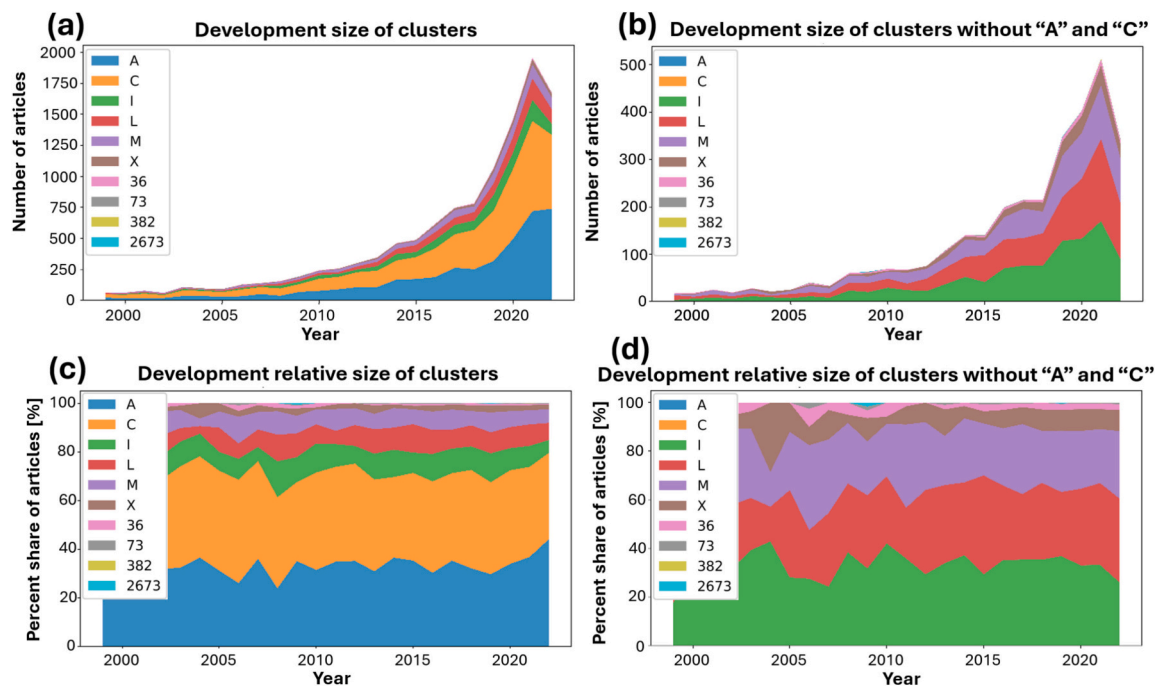 (a)
Development size of clusters
Number of articles
2000
1750
1500
1250
1000
750
500
250
0
A
C
I
L
M
X
36
73
382
2673
2000
2005
2010
2015
2020
Year
(b)
Development size of clusters without “A” and “C”
Number of articles
500
400
300
200
100
0
A
C
I
L
M
X
36
73
382
2673
2000
2005
2010
2015
2020
Year
(c)
Development relative size of clusters
Percent share of articles [%]
100
80
60
40
20
0
A
C
I
L
M
X
36
73
382
2673
2000
2005
2010
2015
2020
Year
(d)
Development relative size of clusters without “A” and “C”
Percent share of articles [%]
100
80
60
40
20
0
A
C
I
L
M
X
36
73
382
2673
2000
2005
2010
2015
2020
Year